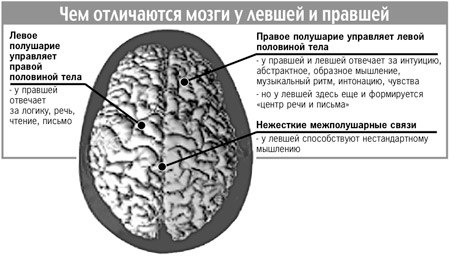 Чем отличаются мозги у левшей и правшей
Левое
полушарие
управляет
правой
половиной тела
- у правшей
отвечает
за логику, речь,
чтение, письмо
Правое полушарие управляет левой
половиной тела
- у правшей и левшей отвечает за интуицию,
абстрактное, образное мышление,
музыкальный ритм, интонацию, чувства
- но у левшей здесь еще и формируется
«центр речи и письма»
Нежесткие межполушарные связи
- у левшей способствуют нестандартному
мышлению